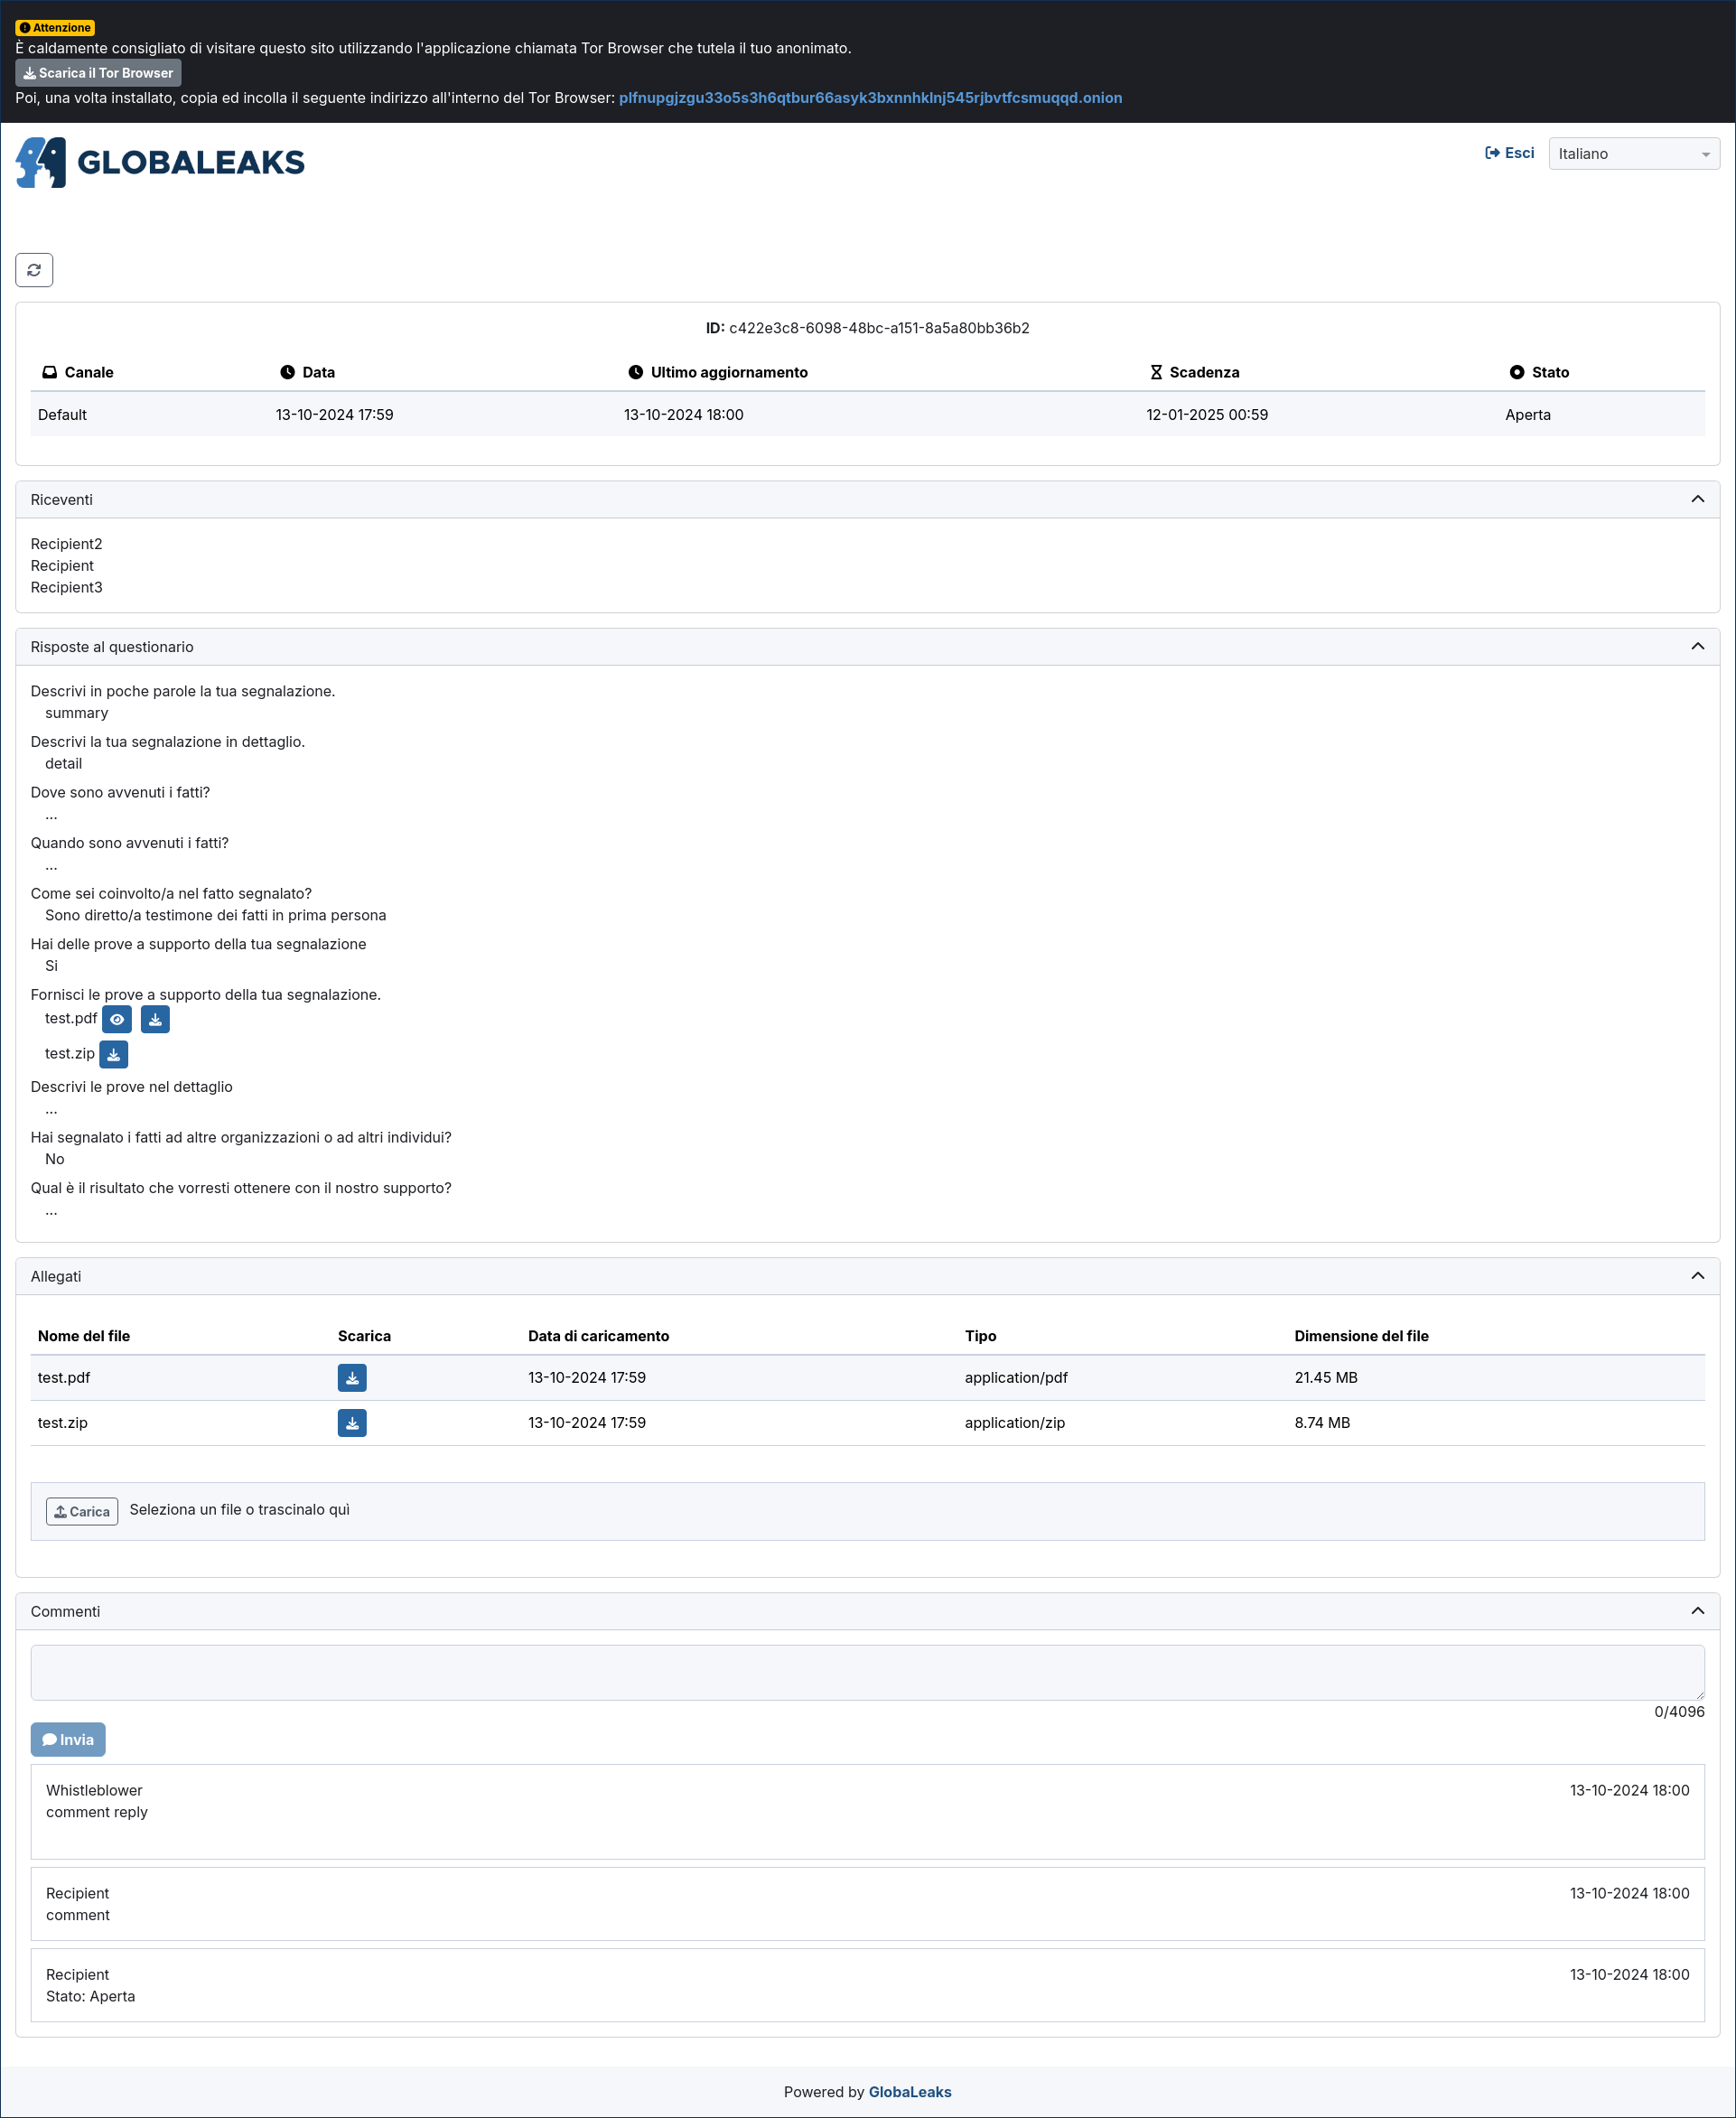 Attenzione
È caldamente consigliato di visitare questo sito utilizzando l'applicazione chiamata Tor Browser che tutela il tuo anonimato.
Scarica il Tor Browser
Poi, una volta installato, copia ed incolla il seguente indirizzo all'interno del Tor Browser: plfnupgjzgu33o5s3h6qtbur66asyk3bxnnhklnj545rjbvtfcsmuqqd.onion
GLOBALEAKS
Esci
Italiano
ID: c422e3c8-6098-48bc-a151-8a5a80bb36b2
Canale Data Ultimo aggiornamento Scadenza Stato
Default 13-10-2024 17:59 13-10-2024 18:00 12-01-2025 00:59 Aperta
Riceventi
Recipient2
Recipient
Recipient3
Risposte al questionario
Descrivi in poche parole la tua segnalazione.
summary
Descrivi la tua segnalazione in dettaglio.
detail
Dove sono avvenuti i fatti?
...
Quando sono avvenuti i fatti?
...
Come sei coinvolto/a nel fatto segnalato?
Sono diretto/a testimone dei fatti in prima persona
Hai delle prove a supporto della tua segnalazione
Si
Fornisci le prove a supporto della tua segnalazione.
test.pdf
test.zip
Descrivi le prove nel dettaglio
...
Hai segnalato i fatti ad altre organizzazioni o ad altri individui?
No
Qual è il risultato che vorresti ottenere con il nostro supporto?
...
Allegati
Nome del file Scarica Data di caricamento Tipo Dimensione del file
test.pdf 13-10-2024 17:59 application/pdf 21.45 MB
test.zip 13-10-2024 17:59 application/zip 8.74 MB
Carica Seleziona un file o trascinalo quì
Commenti
0/4096
Invia
Whistleblower 13-10-2024 18:00
comment reply
Recipient 13-10-2024 18:00
comment
Recipient 13-10-2024 18:00
Stato: Aperta
Powered by GlobaLeaks